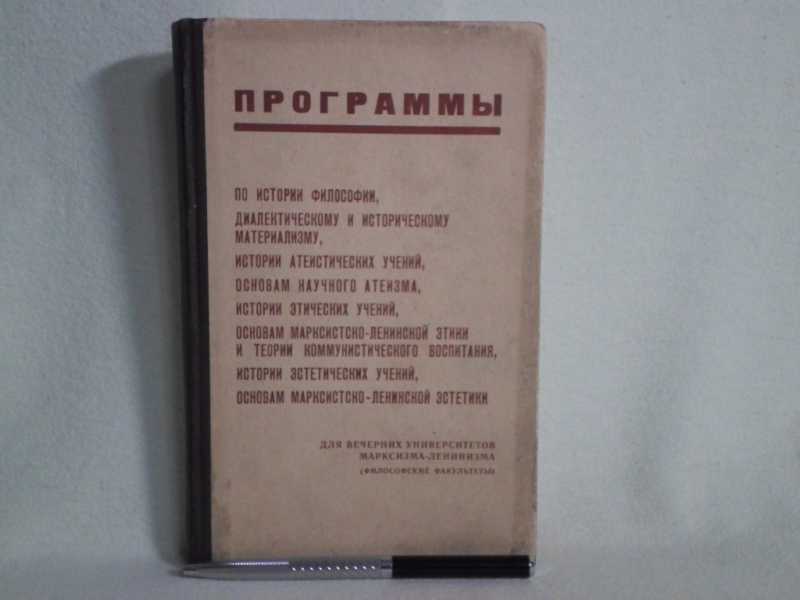 ПРОГРАММЫ
ПО ИСТОРИИ ФИЛОСОФИИ,
ДИАЛЕКТИЧЕСКОМУ И ИСТОРИЧЕСКОМУ
МАТЕРИАЛИЗМУ,
ИСТОРИИ АТЕИСТИЧЕСКИХ УЧЕНИЙ,
ОСНОВАМ НАУЧНОГО АТЕИЗМА,
ИСТОРИИ ЭТИЧЕСКИХ УЧЕНИЙ,
ОСНОВАМ МАРКСИСТСКО-ЛЕНИНСКОЙ ЭТИКИ
И ТЕОРИИ КОММУНИСТИЧЕСКОГО ВОСПИТАНИЯ,
ИСТОРИИ ЭСТЕТИЧЕСКИХ УЧЕНИЙ,
ОСНОВАМ МАРКСИСТСКО-ЛЕНИНСКОЙ ЭСТЕТИКИ
ДЛЯ ВЕЧЕРНИХ УНИВЕРСИТЕТОВ
МАРКСИЗМА-ЛЕНИНИЗМА
(ФИЛОСОФСКИЕ ФАКУЛЬТЕТЫ)